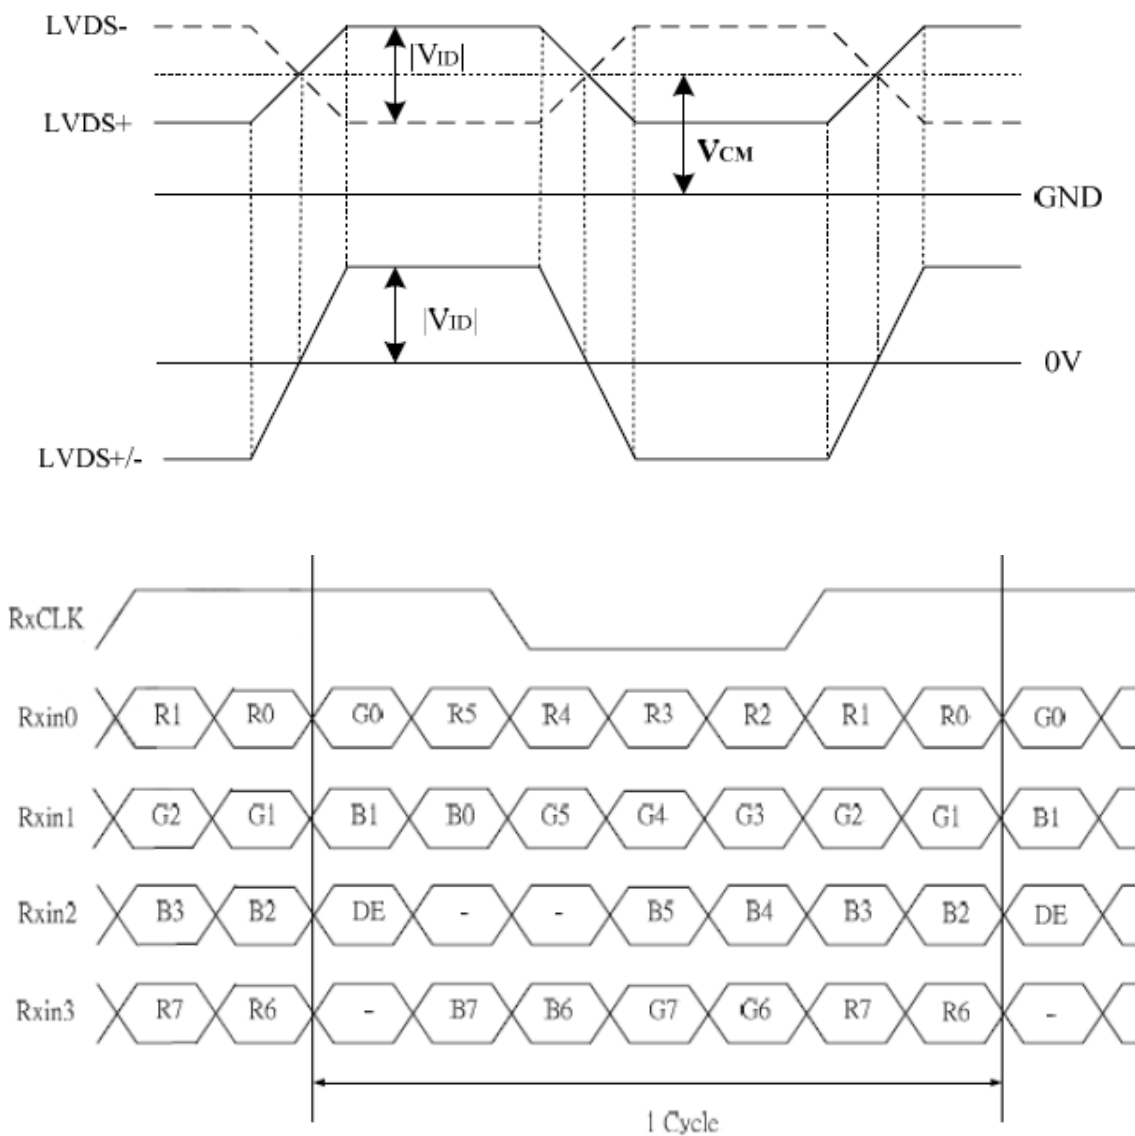 LVDS-
|VID|
LVDS+
VCM
GND
|VID|
0V
LVDS+/-
RxCLK
Rxin0 R1 R0 G0 R5 R4 R3 R2 R1 R0 G0
Rxin1 G2 G1 B1 B0 G5 G4 G3 G2 G1 B1
Rxin2 B3 B2 DE - - B5 B4 B3 B2 DE
Rxin3 R7 R6 - B7 B6 G7 G6 R7 R6 -
1 Cycle